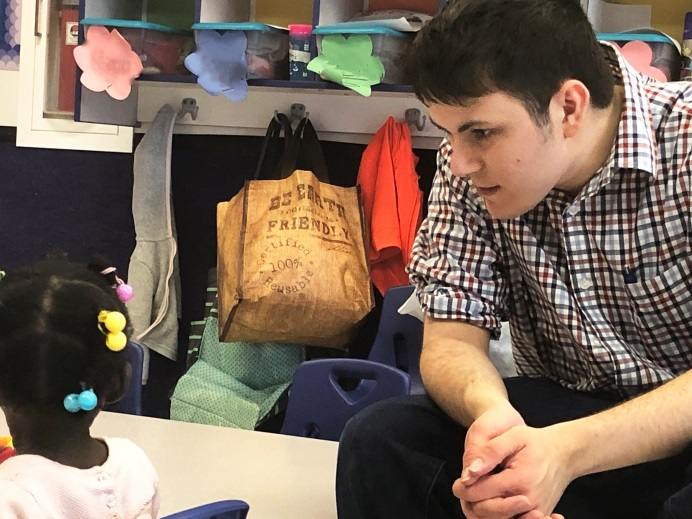 BE EARTH
FRIENDLY
Certified
100%
Reusable